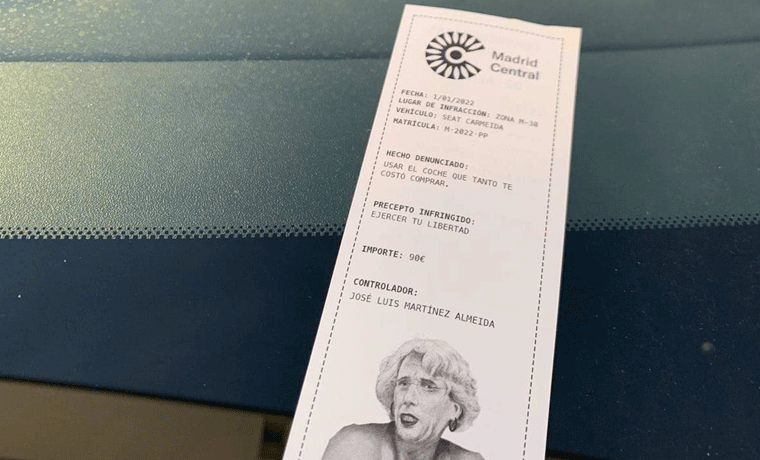 Madrid
Central
FECHA: 1/01/2022
LUGAR DE INFRACCIÓN: ZONA M-30
VEHÍCULO: SEAT CARMEIDA
MATRÍCULA: M-2022-PP
HECHO DENUNCIADO:
USAR EL COCHE QUE TANTO TE
COSTÓ COMPRAR.
PRECEPTO INFRINGIDO:
EJERCER TU LIBERTAD
IMPORTE: 90€
CONTROLADOR:
JOSÉ LUIS MARTÍNEZ ALMEIDA